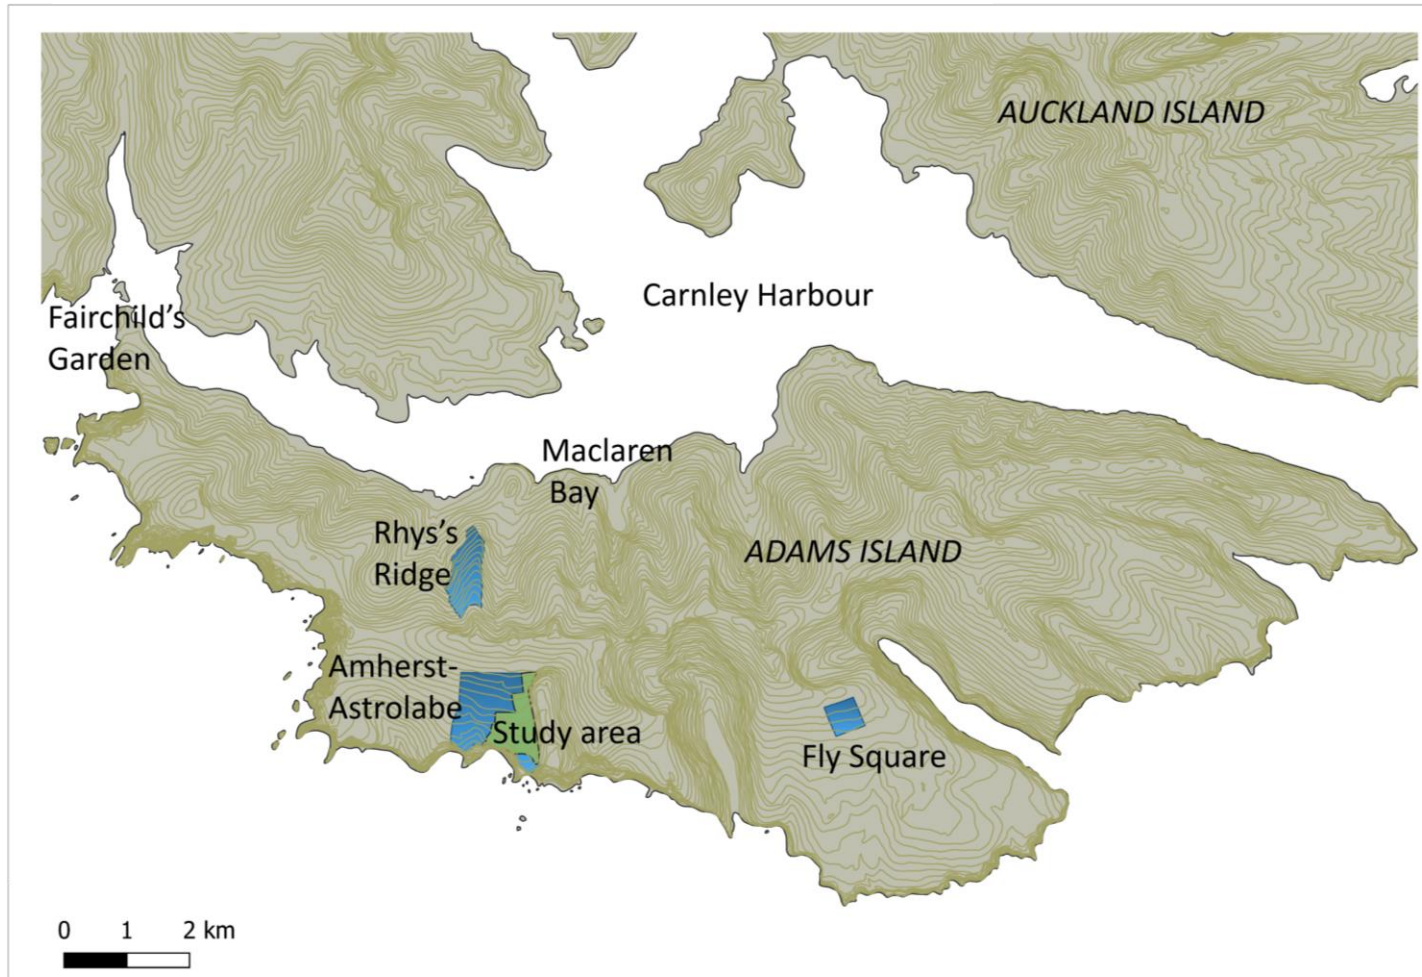 AUCKLAND ISLAND
Carnley Harbour
Fairchild's
Garden
Maclaren
Bay
Rhys's
Ridge
ADAMS ISLAND
Amherst-
Astrolabe
Study area
Fly Square
0 1 2 km